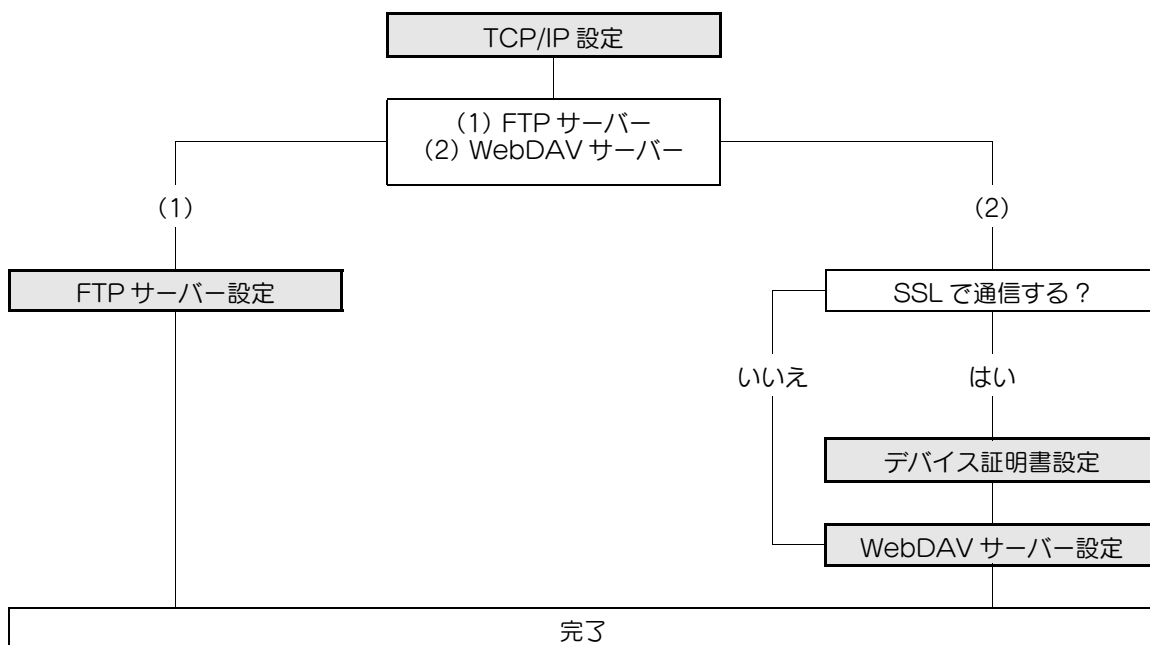 TCP/IP 設定
(1) FTP サーバー
(2) WebDAV サーバー
(1)
(2)
FTP サーバー設定
SSL で通信する？
いいえ
はい
デバイス証明書設定
WebDAV サーバー設定
完了